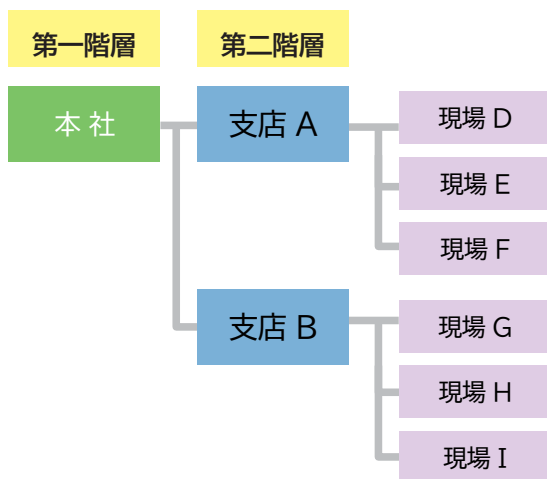 第一階層 第二階層
本 社
支店 A
現場 D
現場 E
現場 F
支店 B
現場 G
現場 H
現場 I